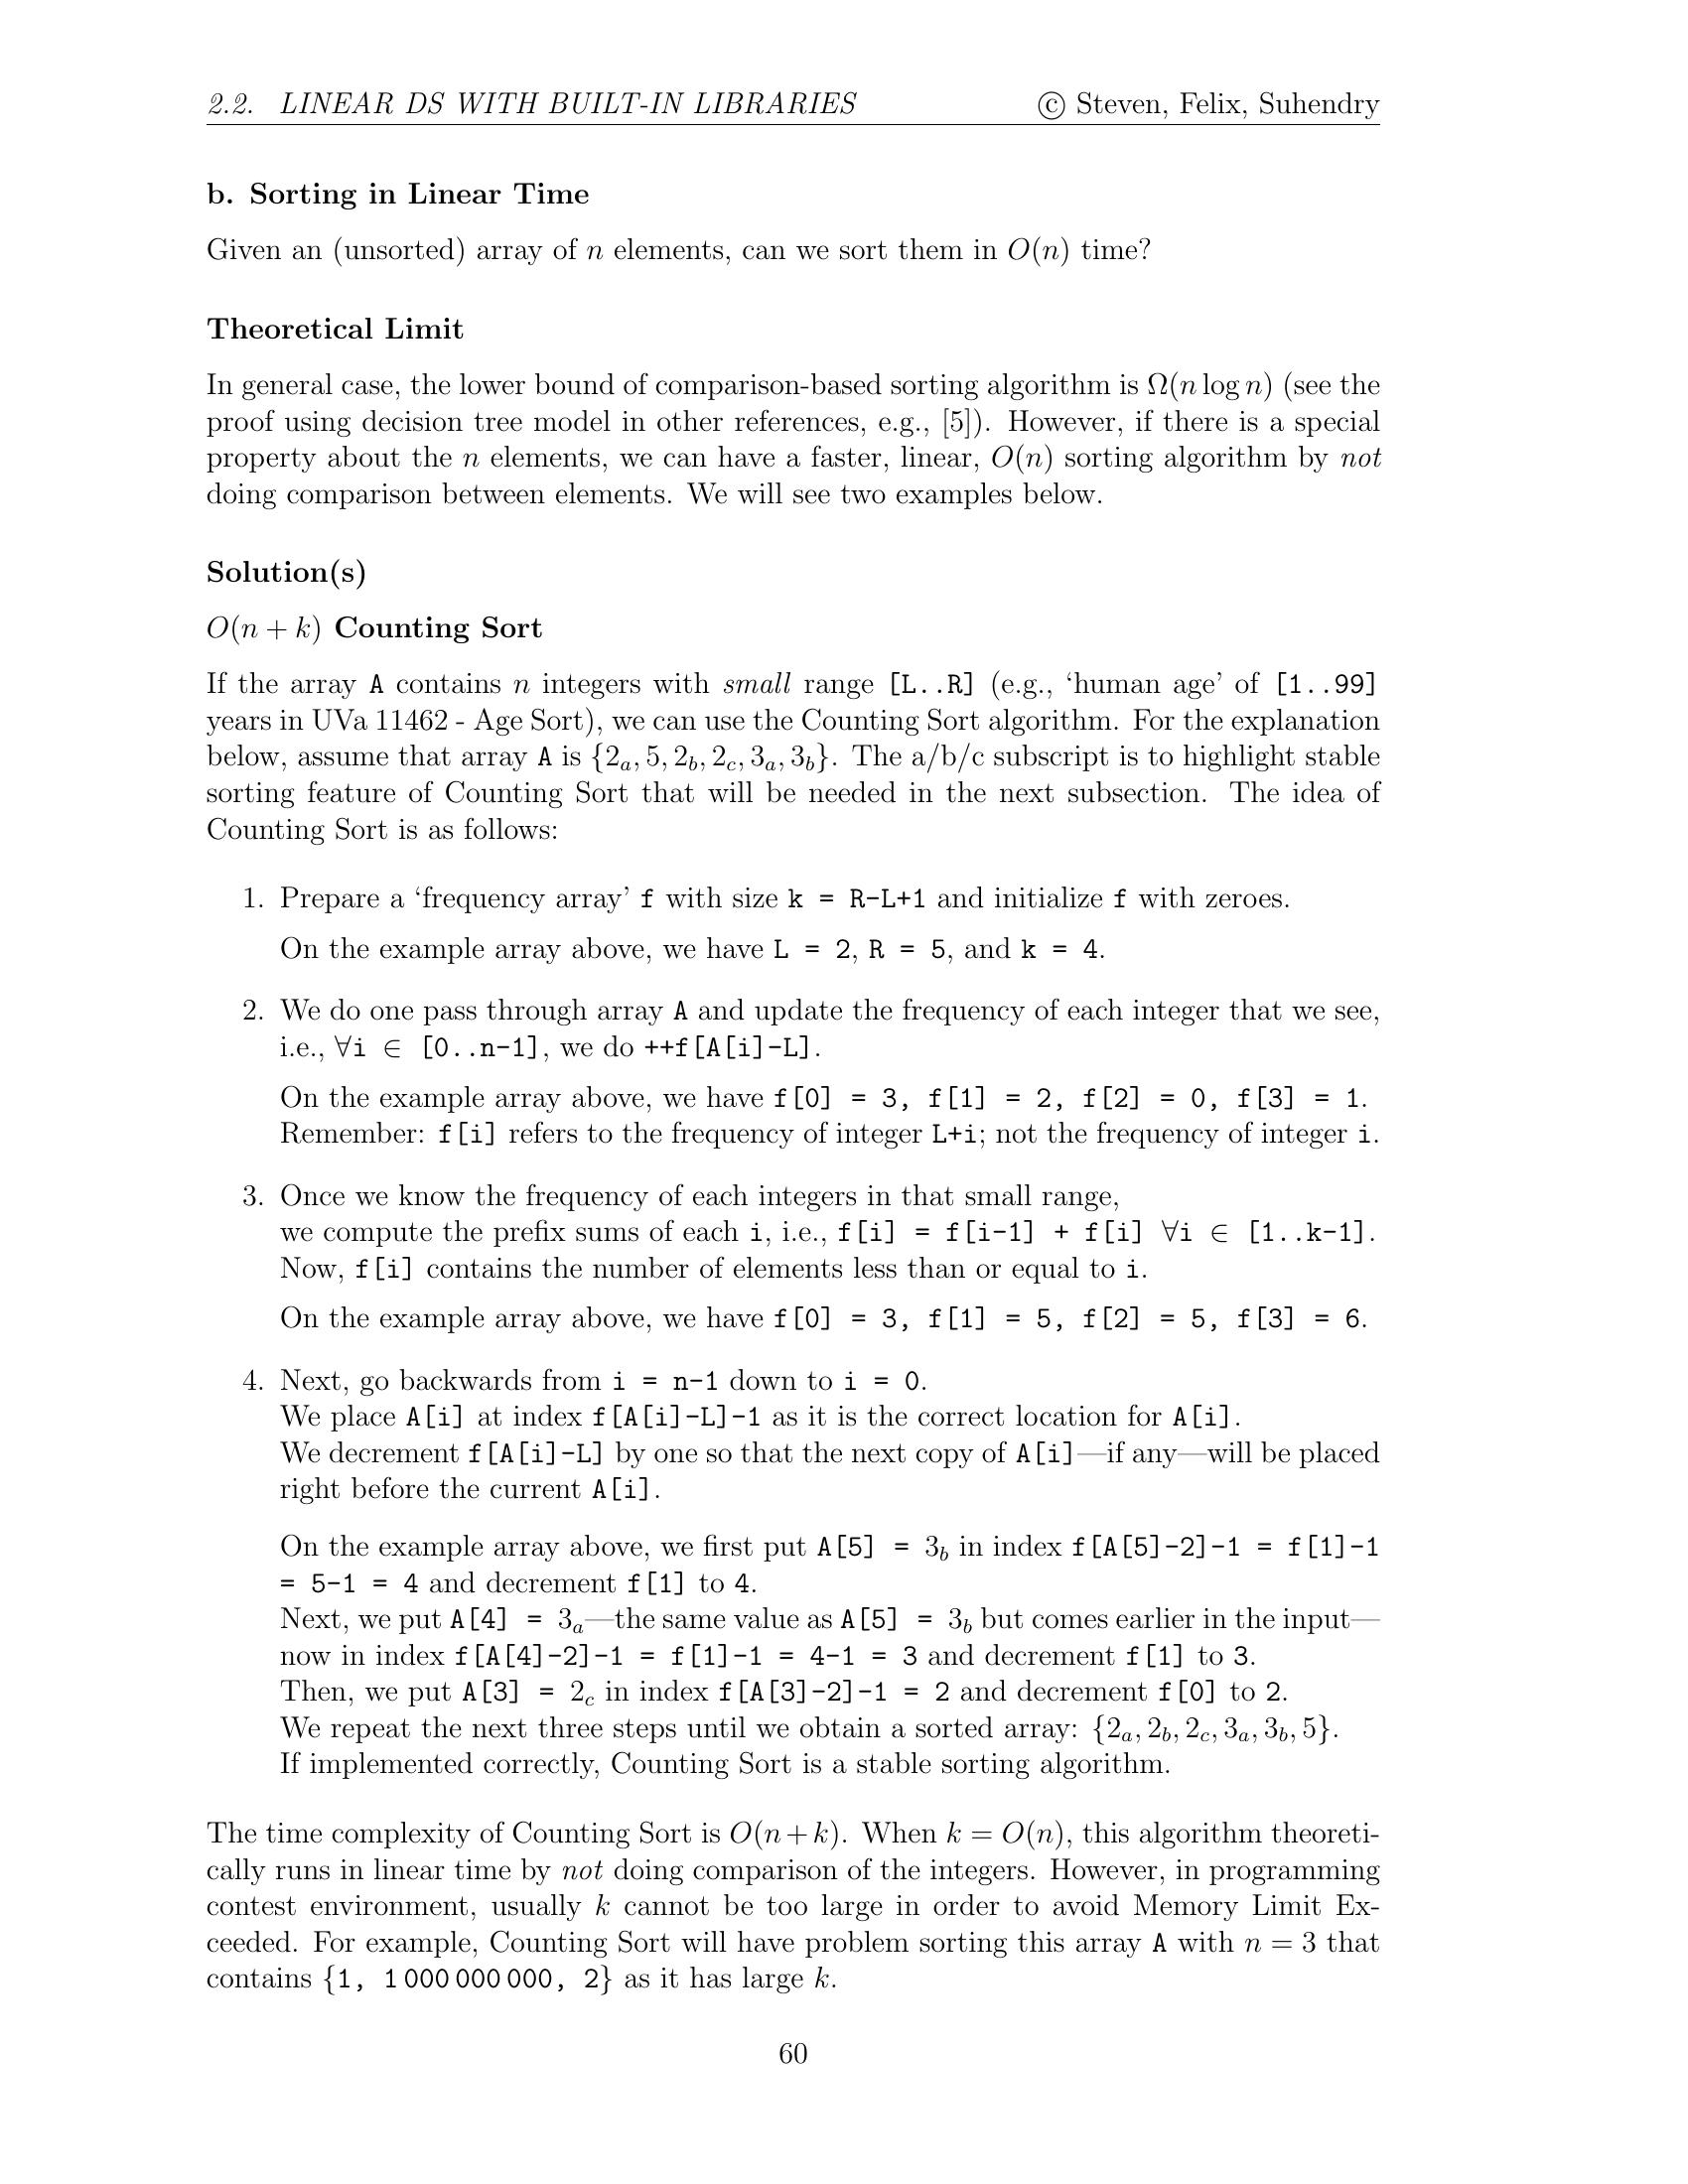 2.2. LINEAR DS WITH BUILT-IN LIBRARIES © Steven, Felix, Suhendry
b. Sorting in Linear Time
Given an (unsorted) array of n elements, can we sort them in O(n) time?
Theoretical Limit
In general case, the lower bound of comparison-based sorting algorithm is Ω(n log n) (see the
proof using decision tree model in other references, e.g., [5]). However, if there is a special
property about the n elements, we can have a faster, linear, O(n) sorting algorithm by not
doing comparison between elements. We will see two examples below.
Solution(s)
O(n + k) Counting Sort
If the array A contains n integers with small range [L..R] (e.g., ‘human age’ of [1..99]
years in UVa 11462 - Age Sort), we can use the Counting Sort algorithm. For the explanation
below, assume that array A is {2a, 5, 2b, 2c, 3a, 3b}. The a/b/c subscript is to highlight stable
sorting feature of Counting Sort that will be needed in the next subsection. The idea of
Counting Sort is as follows:
1. Prepare a ‘frequency array’ f with size k = R-L+1 and initialize f with zeroes.
On the example array above, we have L = 2, R = 5, and k = 4.
2. We do one pass through array A and update the frequency of each integer that we see,
i.e., ∀i ∈ [0..n-1], we do ++f[A[i]-L].
On the example array above, we have f[0] = 3, f[1] = 2, f[2] = 0, f[3] = 1.
Remember: f[i] refers to the frequency of integer L+i; not the frequency of integer i.
3. Once we know the frequency of each integers in that small range,
we compute the prefix sums of each i, i.e., f[i] = f[i-1] + f[i] ∀i ∈ [1..k-1].
Now, f[i] contains the number of elements less than or equal to i.
On the example array above, we have f[0] = 3, f[1] = 5, f[2] = 5, f[3] = 6.
4. Next, go backwards from i = n-1 down to i = 0.
We place A[i] at index f[A[i]-L]-1 as it is the correct location for A[i].
We decrement f[A[i]-L] by one so that the next copy of A[i]—if any—will be placed
right before the current A[i].
On the example array above, we first put A[5] = 3b in index f[A[5]-2]-1 = f[1]-1
= 5-1 = 4 and decrement f[1] to 4.
Next, we put A[4] = 3a—the same value as A[5] = 3b but comes earlier in the input—
now in index f[A[4]-2]-1 = f[1]-1 = 4-1 = 3 and decrement f[1] to 3.
Then, we put A[3] = 2c in index f[A[3]-2]-1 = 2 and decrement f[0] to 2.
We repeat the next three steps until we obtain a sorted array: {2a, 2b, 2c, 3a, 3b, 5}.
If implemented correctly, Counting Sort is a stable sorting algorithm.
The time complexity of Counting Sort is O(n+k). When k = O(n), this algorithm theoreti-
cally runs in linear time by not doing comparison of the integers. However, in programming
contest environment, usually k cannot be too large in order to avoid Memory Limit Ex-
ceeded. For example, Counting Sort will have problem sorting this array A with n = 3 that
contains {1, 1 000 000 000, 2} as it has large k.
60